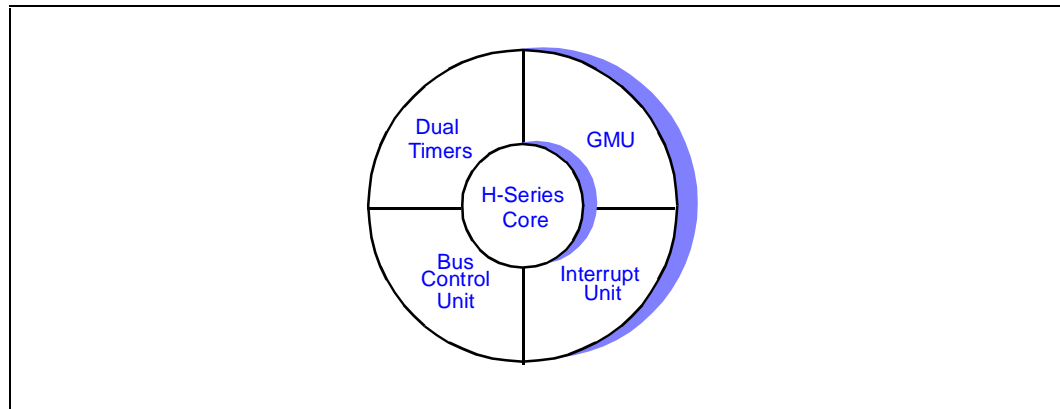 Dual
Timers
GMU
H-Series
Core
Bus
Control
Unit
Interrupt
Unit